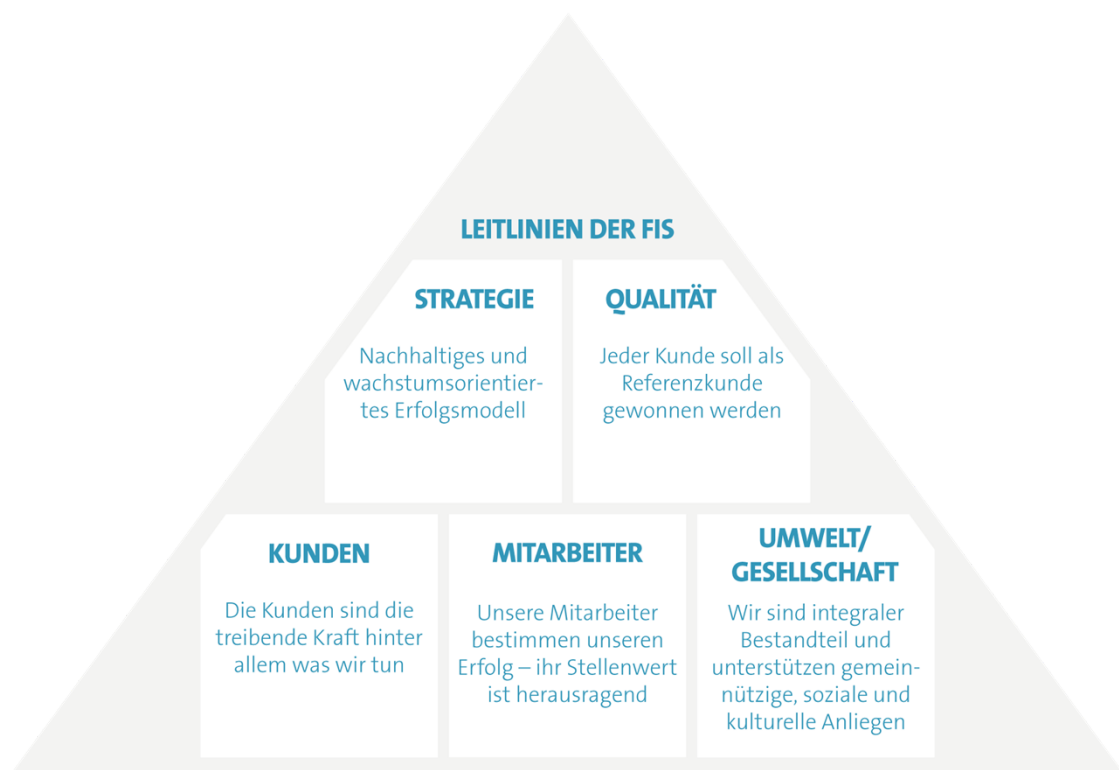 LEITLINIEN DER FIS
STRATEGIE
Nachhaltiges und
wachstumsorientier-
tes Erfolgsmodell
QUALITÄT
Jeder Kunde soll als
Referenzkunde
gewonnen werden
KUNDEN
Die Kunden sind die
treibende Kraft hinter
allem was wir tun
MITARBEITER
Unsere Mitarbeiter
bestimmen unseren
Erfolg – ihr Stellenwert
ist herausragend
UMWELT/
GESELLSCHAFT
Wir sind integraler
Bestandteil und
unterstützen gemein-
nützige, soziale und
kulturelle Anliegen